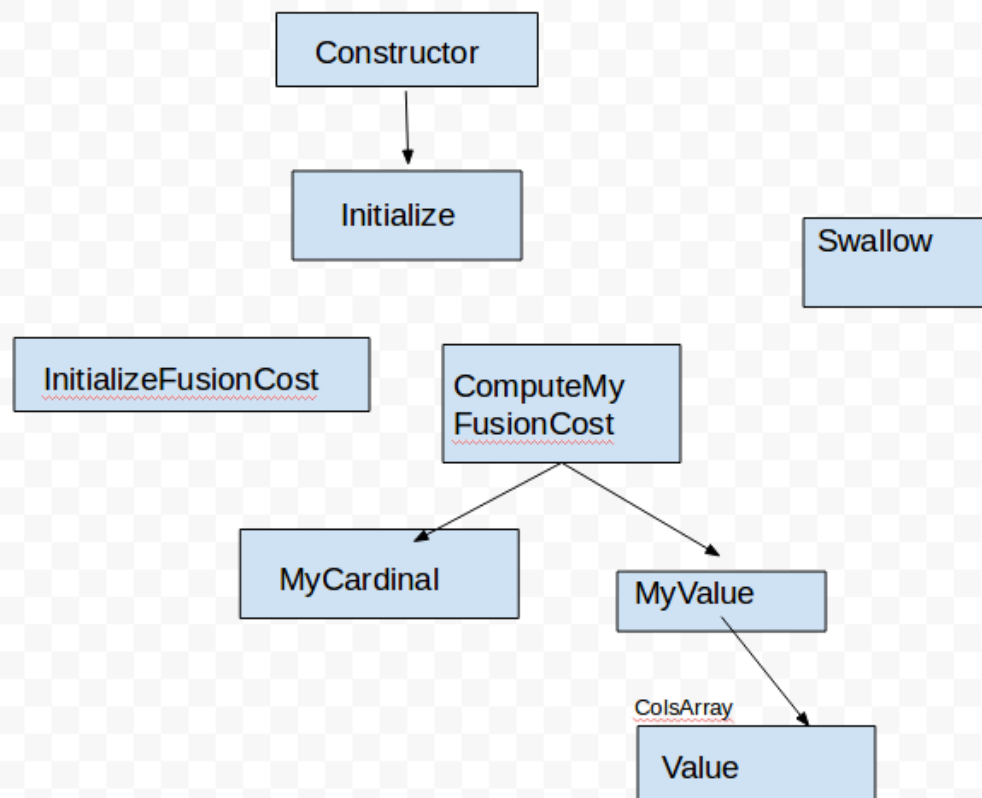 Constructor
Initialize
Swallow
InitializeFusionCost
ComputeMy
FusionCost
MyCardinal
MyValue
ColsArray
Value